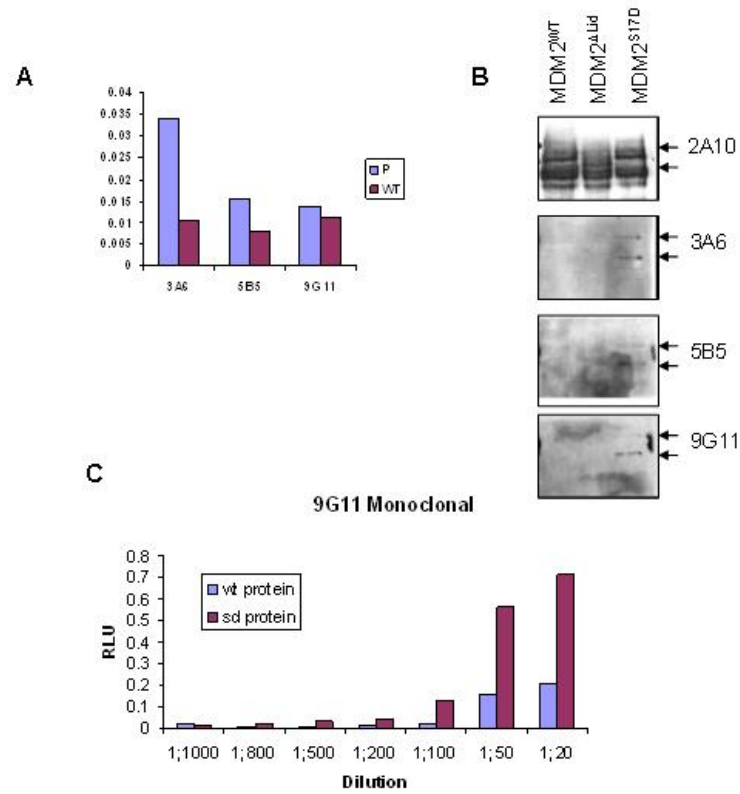 A
0.04
0.035
0.03
0.025
0.02
0.015
0.01
0.005
0
3A6
5B5
9G11
P
WT
B
MDM2WT
MDM2ΔLid
MDM2S17D
2A10
3A6
5B5
9G11
C
9G11 Monoclonal
0.8
0.7
0.6
0.5
0.4
0.3
0.2
0.1
0
RLU
wt protein
sd protein
1;1000
1;800
1;500
1;200
1;100
1;50
1;20
Dilution